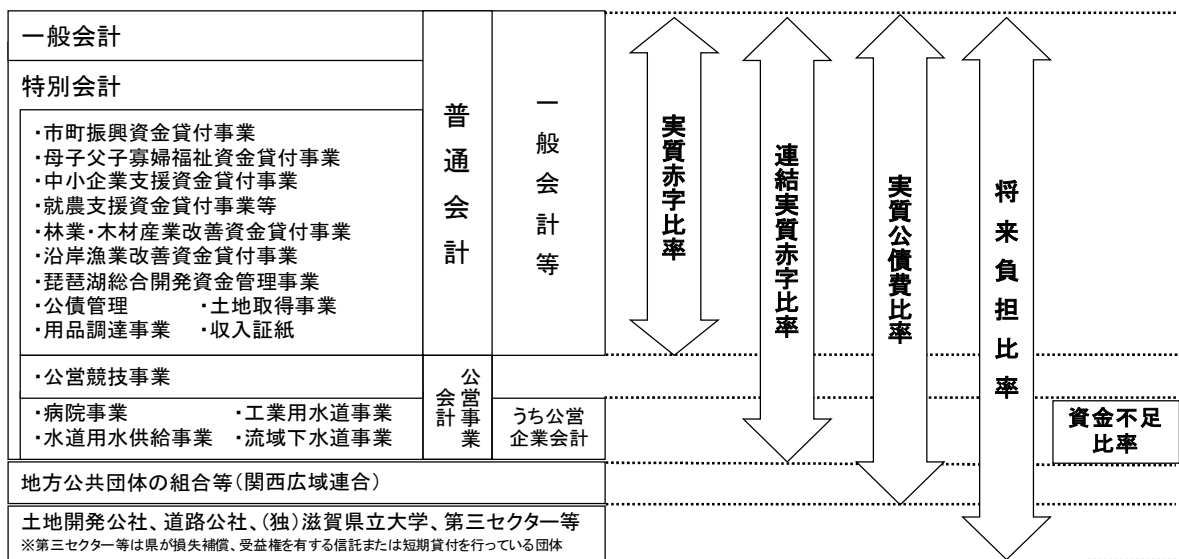 一般会計
特別会計
・市町振興資金貸付事業
・母子父子寡婦福祉資金貸付事業
・中小企業支援資金貸付事業
・就農支援資金貸付事業等
・林業・木材産業改善資金貸付事業
・沿岸漁業改善資金貸付事業
・琵琶湖総合開発資金管理事業
・公債管理　・土地取得事業
・用品調達事業　・収入証紙
普通会計
一般会計等
・公営競技事業
・病院事業　・工業用水道事業
・水道用水供給事業　・流域下水道事業
公営事業
会計
うち公営
企業会計
地方公共団体の組合等(関西広域連合)
土地開発公社、道路公社、(独)滋賀県立大学、第三セクター等
※第三セクター等は県が損失補償、受益権を有する信託または短期貸付を行っている団体
実質赤字比率
連結実質赤字比率
実質公債費比率
将来負担比率
資金不足
比率